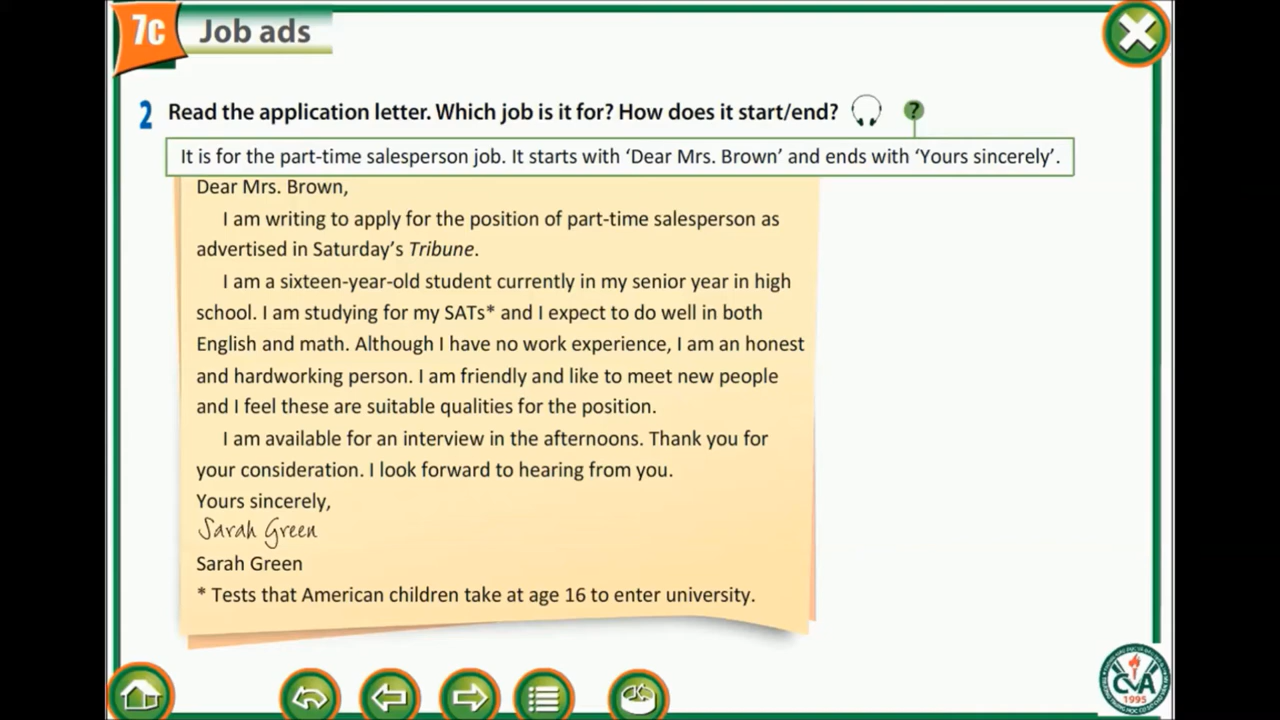 7c Job ads
2 Read the application letter. Which job is it for? How does it start/end? ?
It is for the part-time salesperson job. It starts with ‘Dear Mrs. Brown’ and ends with ‘Yours sincerely’.
Dear Mrs. Brown,
I am writing to apply for the position of part-time salesperson as
advertised in Saturday’s Tribune.
I am a sixteen-year-old student currently in my senior year in high
school. I am studying for my SATs* and I expect to do well in both
English and math. Although I have no work experience, I am an honest
and hardworking person. I am friendly and like to meet new people
and I feel these are suitable qualities for the position.
I am available for an interview in the afternoons. Thank you for
your consideration. I look forward to hearing from you.
Yours sincerely,
Sarah Green
Sarah Green
* Tests that American children take at age 16 to enter university.
CVA
1995